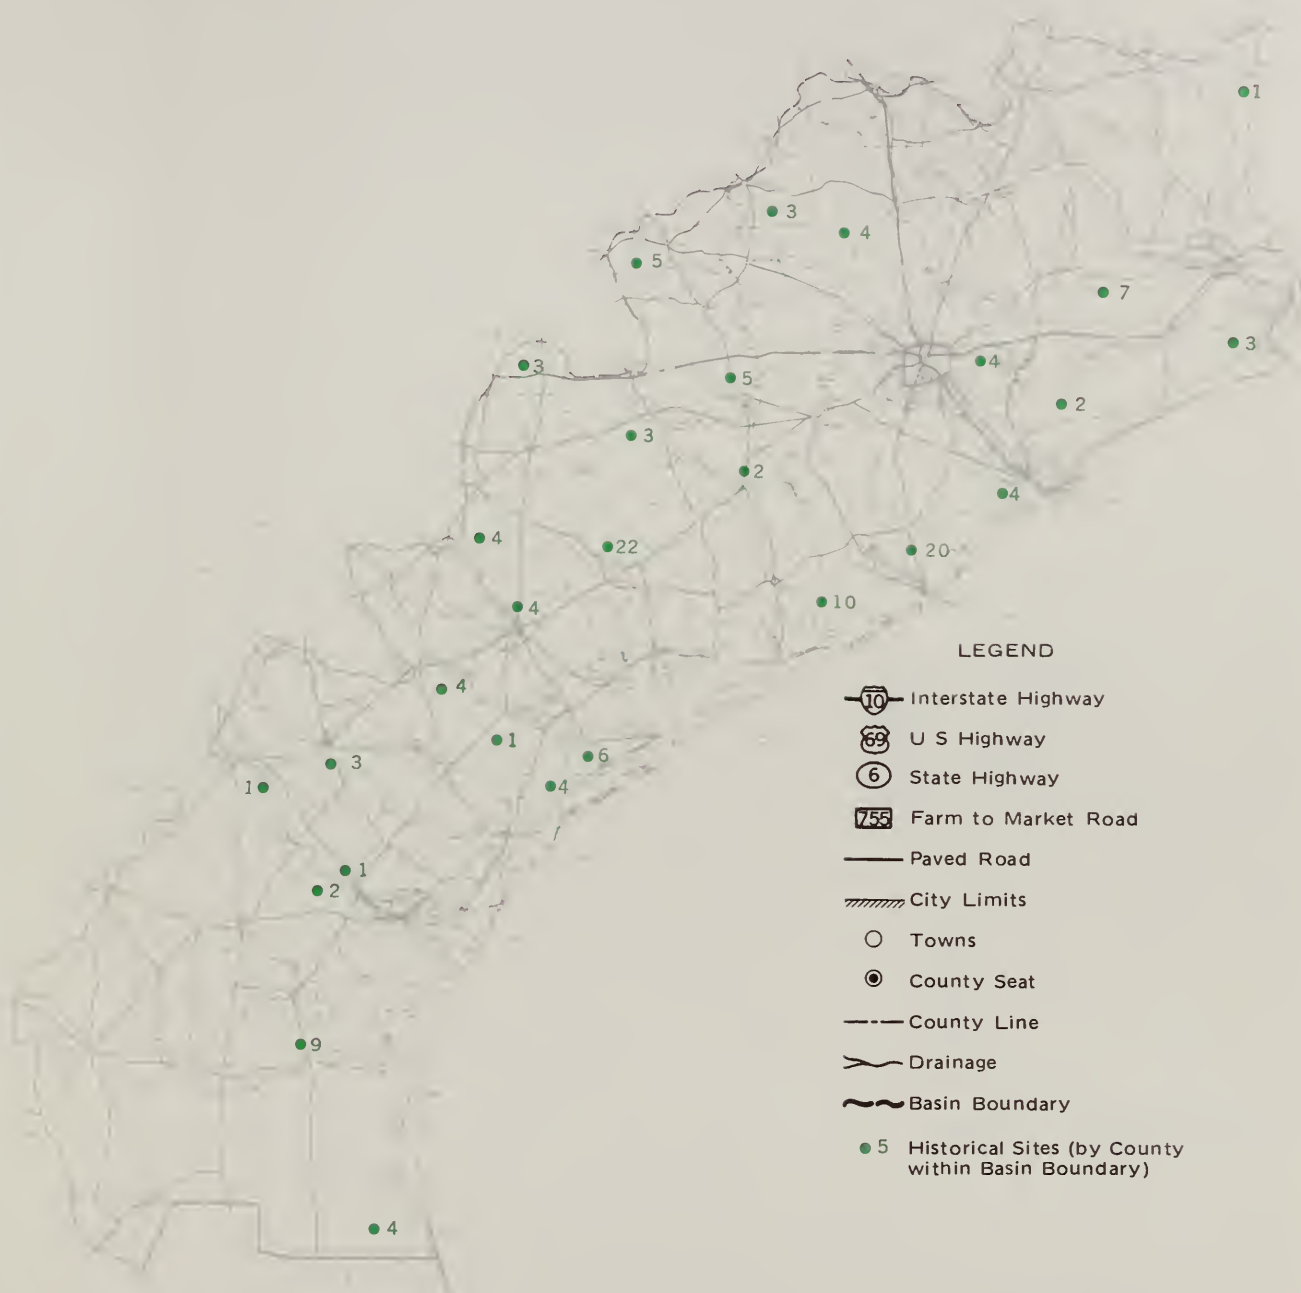 1
3
4
5
7
3
3
4
5
2
3
2
4
4
22
20
4
10
LEGEND
4
10 Interstate Highway
69 U S Highway
1
6
3
1
4
6 State Highway
755 Farm to Market Road
Paved Road
1
2
City Limits
Towns
County Seat
County Line
9
Drainage
Basin Boundary
5 Historical Sites (by County
within Basin Boundary)
4